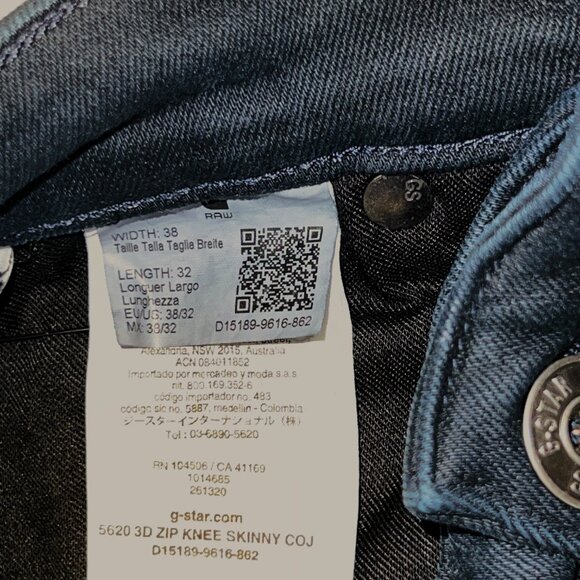 RAW
WIDTH: 38
Taille Talla Taglia Breite
LENGTH: 32
Longuer Largo
Lunghezza
EU/UG: 38/32
MX: 38/32
D15189-9616-862
Alexandria, NSW 2015, Australia
ACN 084011852
Importado por mercadeo y moda s.a.s
nit. 800.169.352-6
código importador no. 483
código sic no. 5887, medellin - Colombia
ジースターインターナショナル (株)
Tel : 03-6890-5620
RN 104506 / CA 41169
1014685
261320
g-star.com
5620 3D ZIP KNEE SKINNY COJ
D15189-9616-862
GS
G-STAR